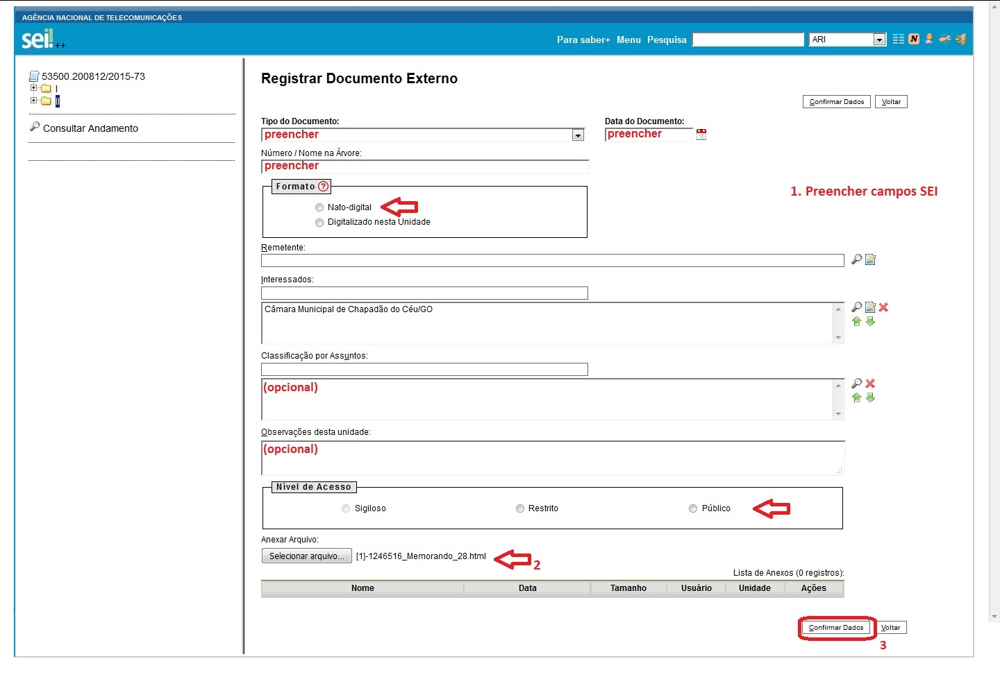 AGÊNCIA NACIONAL DE TELECOMUNICAÇÕES
sei! ++
Para saber+ Menu Pesquisa ARI
53500.200812/2015-73
I
II
Consultar Andamento
Registrar Documento Externo
Confirmar Dados Voltar
Tipo do Documento: Data do Documento:
preencher preencher
Número / Nome na Árvore:
preencher
Formato ?
1. Preencher campos SEI
Nato-digital
Digitalizado nesta Unidade
Remetente:
Interessados:
Câmara Municipal de Chapadão do Céu/GO
Classificação por Assuntos:
(opcional)
Observações desta unidade:
(opcional)
Nível de Acesso
Sigiloso Restrito Público
Anexar Arquivo:
Selecionar arquivo... [1]-1246516_Memorando_28.html 2
Lista de Anexos (0 registros):
Nome Data Tamanho Usuário Unidade Ações
Confirmar Dados Voltar
3